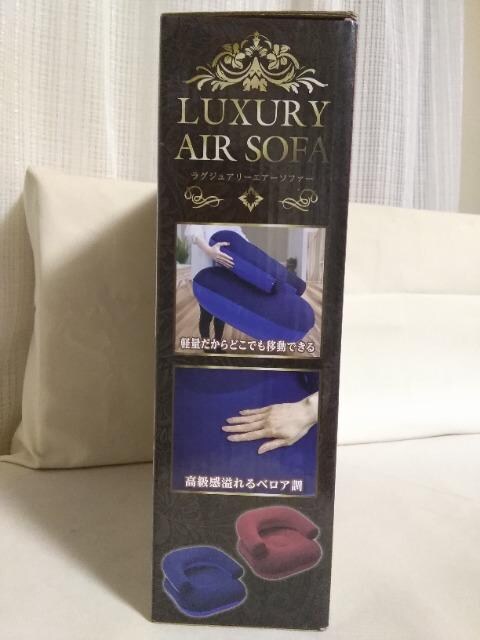 LUXURY
AIR SOFA
ラグジュアリーエアーソファー
軽量だからどこでも移動できる
高級感溢れるベロア調